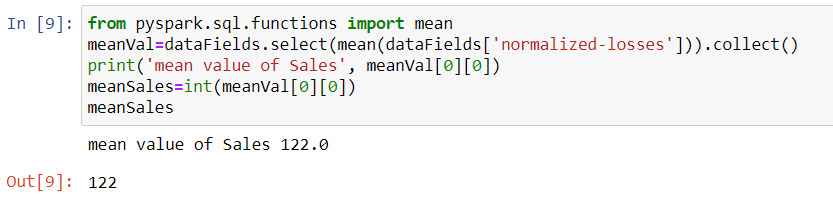 In [9]: from pyspark.sql.functions import mean
meanVal=dataFields.select(mean(dataFields['normalized-losses'])).collect()
print('mean value of Sales', meanVal[0][0])
meanSales=int(meanVal[0][0])
meanSales
mean value of Sales 122.0
Out[9]: 122